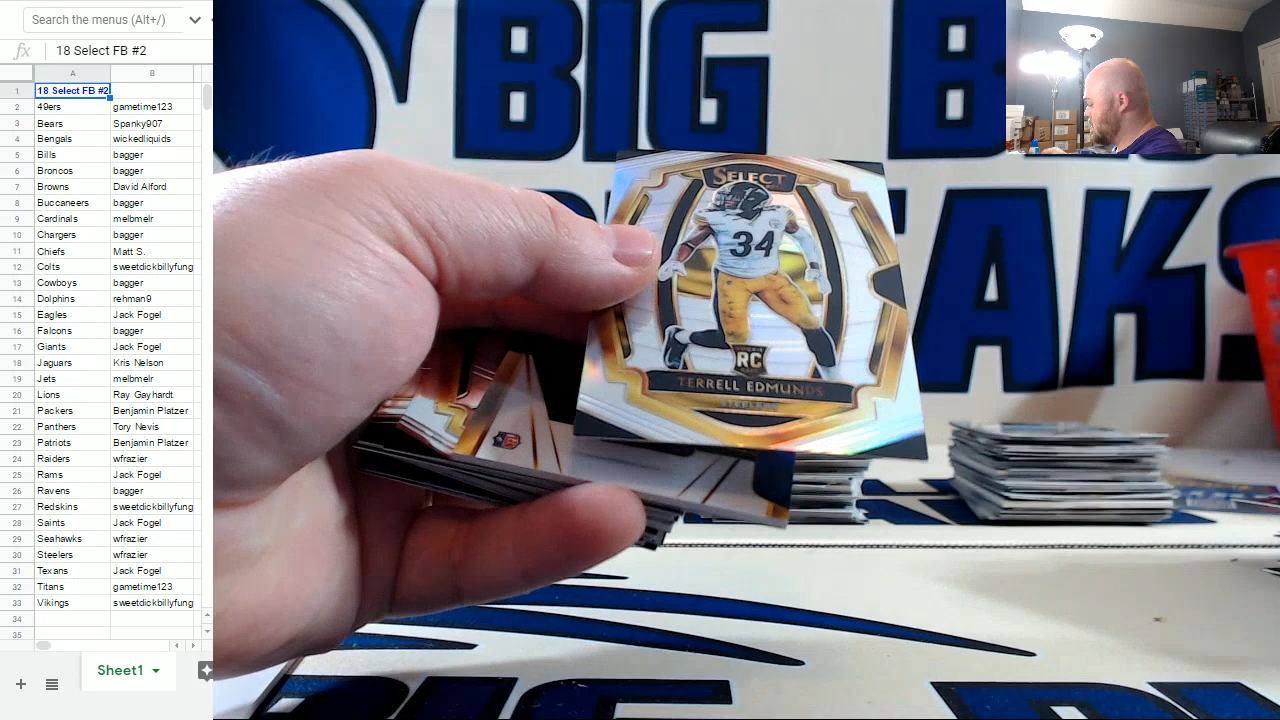 Search the menus (Alt+/)
fx 18 Select FB #2
A B
1 18 Select FB #2
2 49ers gametime123
3 Bears Spanky907
4 Bengals wickedliquids
5 Bills bagger
6 Broncos bagger
7 Browns David Alford
8 Buccanee bagger
9 Cardinals melbmelr
10 Chargers bagger
11 Chiefs Matt S.
12 Colts sweetdickbillyfung
13 Cowboys bagger
14 Dolphins rehman9
15 Eagles Jack Fogel
16 Falcons bagger
17 Giants Jack Fogel
18 Jaguars Kris Nelson
19 Jets melbmelr
20 Lions Ray Gayhardt
21 Packers Benjamin Platzer
22 Panthers Tory Nevis
23 Patriots Benjamin Platzer
24 Raiders wfrazier
25 Rams Jack Fogel
26 Ravens bagger
27 Redskins sweetdickbillyfung
28 Saints Jack Fogel
29 Seahawks wfrazier
30 Steelers wfrazier
31 Texans Jack Fogel
32 Titans gametime123
33 Vikings sweetdickbillyfung
34
35
Sheet1
BIG B
EAKS
SELECT
34
RC
TERRELL EDMUNDS
STEELERS
BIG